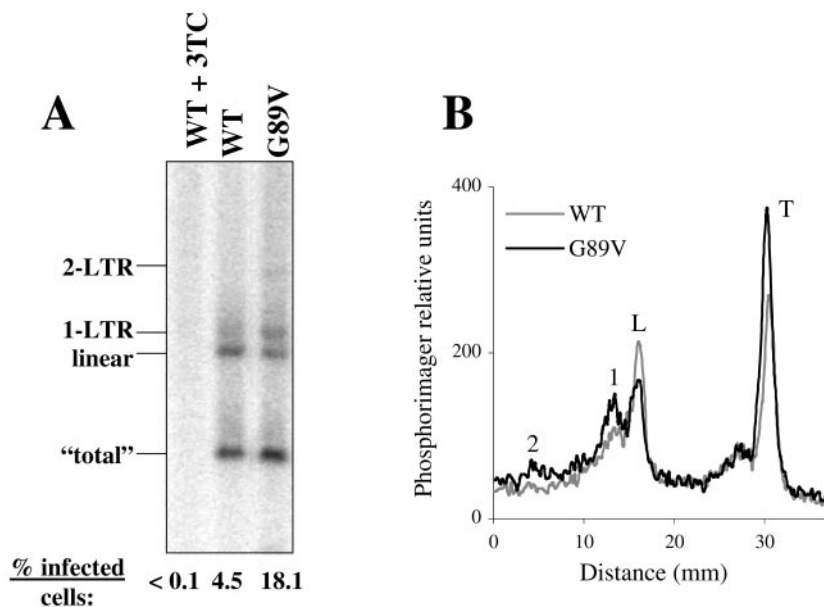 A
WT + 3TC
WT
G89V
2-LTR
1-LTR
linear
“total”
% infected
cells:
< 0.1 4.5 18.1
B
Phosphorimager relative units
400
200
0
WT
G89V
2
1
L
T
0 10 20 30
Distance (mm)